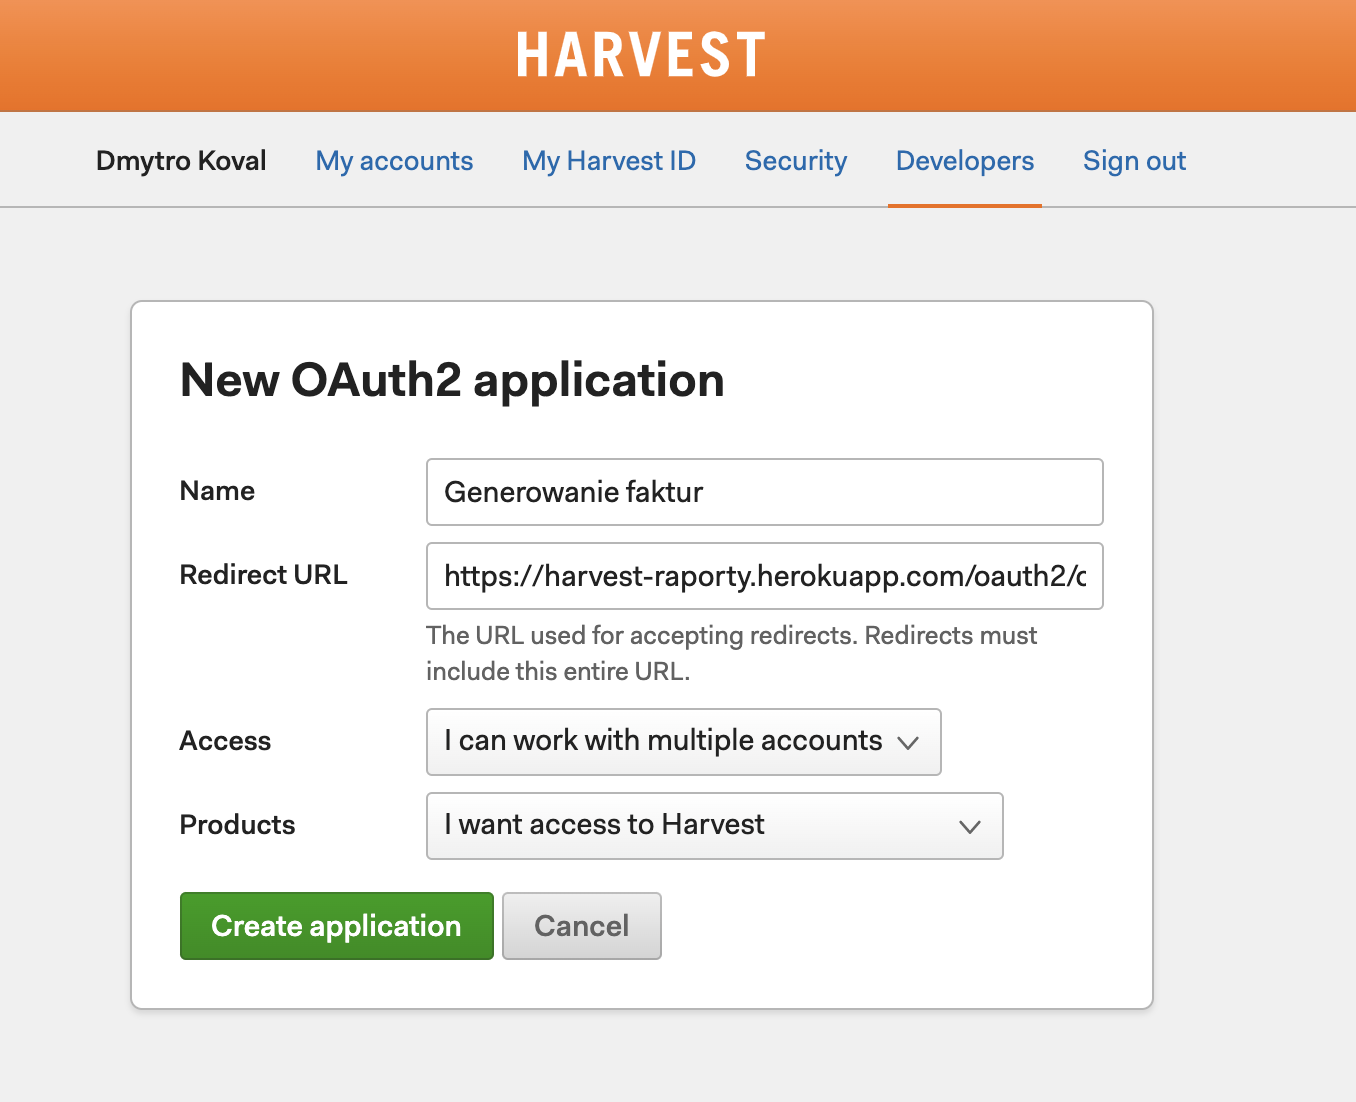 HARVEST
Dmytro Koval My accounts My Harvest ID Security Developers Sign out
New OAuth2 application
Name Generowanie faktur
Redirect URL https://harvest-raporty.herokuapp.com/oauth2/
The URL used for accepting redirects. Redirects must
include this entire URL.
Access I can work with multiple accounts
Products I want access to Harvest
Create application Cancel